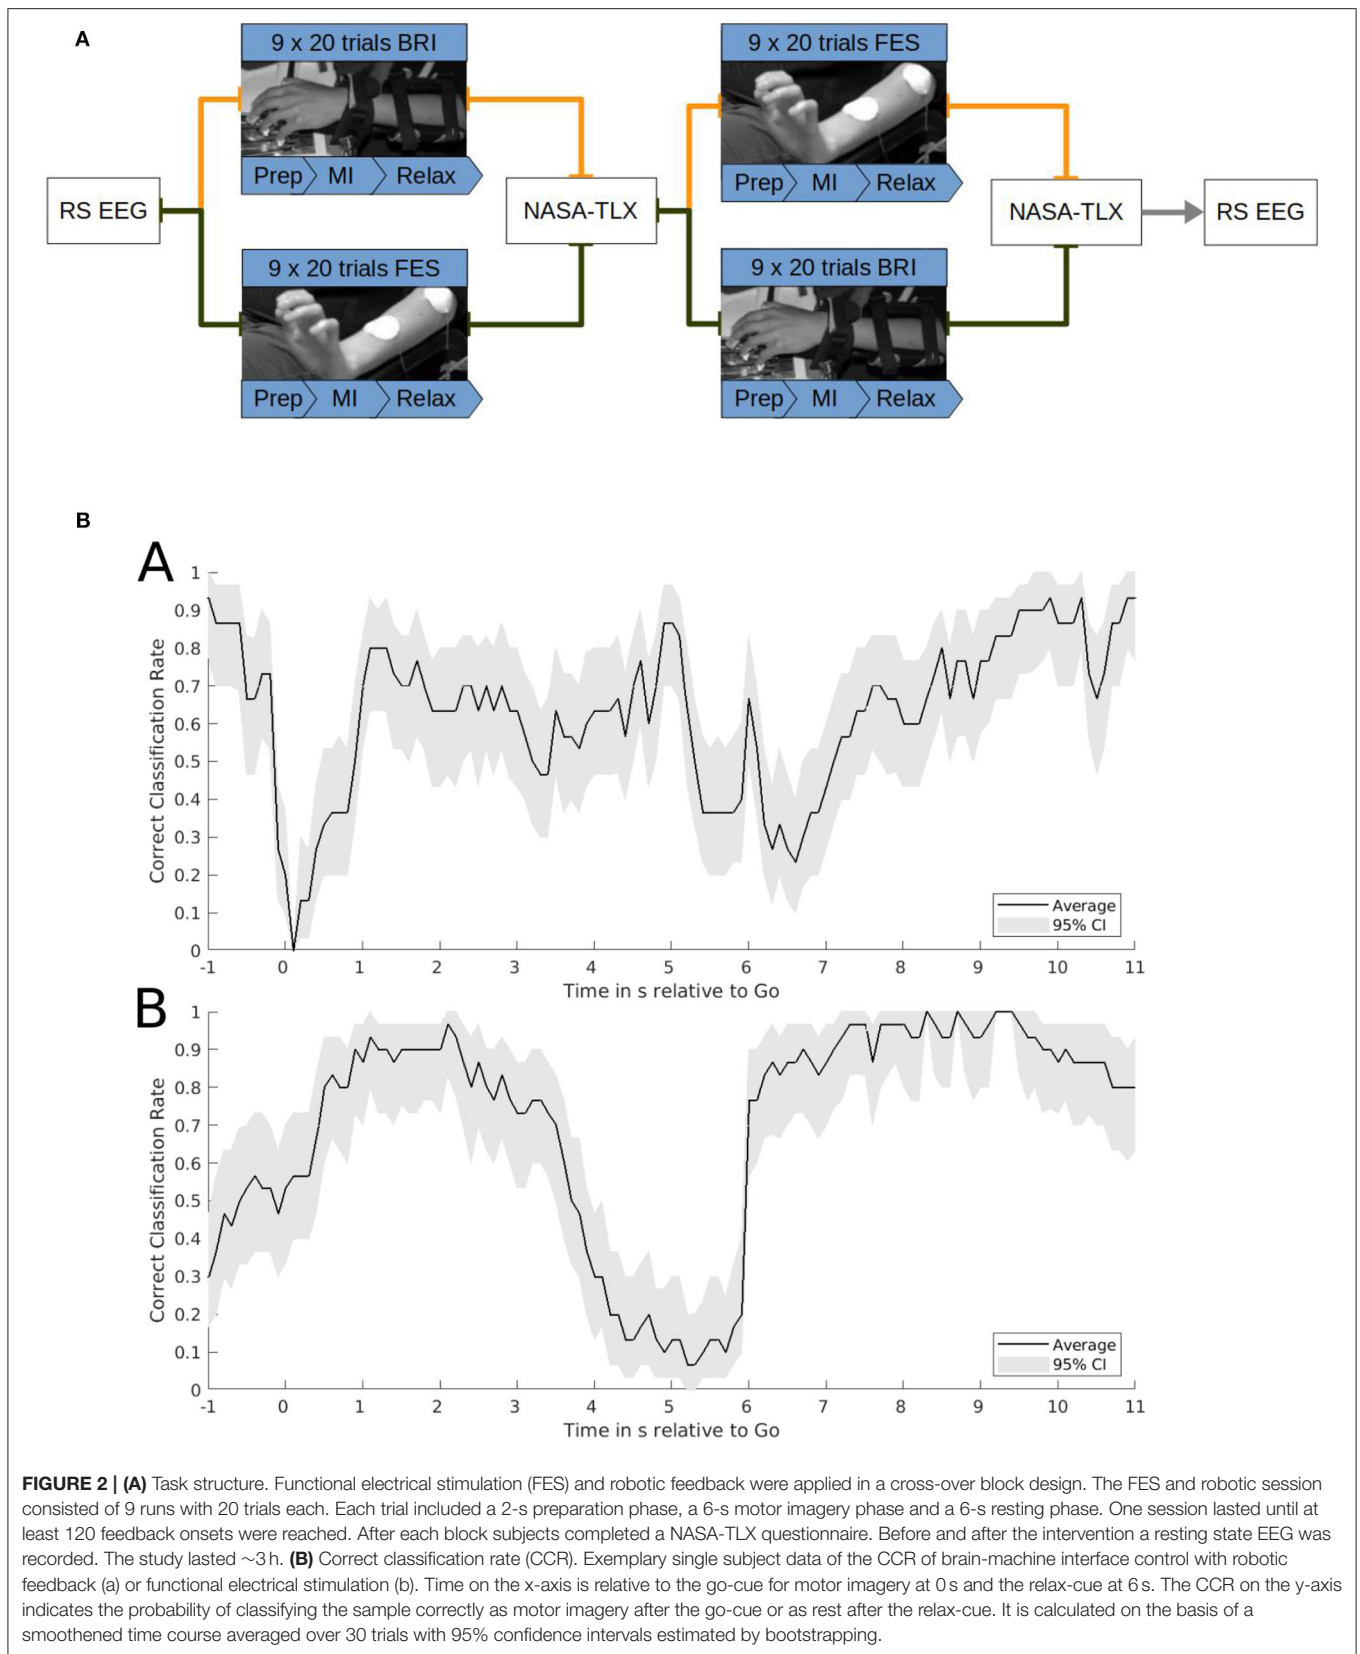 A
9 x 20 trials BRI
9 x 20 trials FES
Prep MI Relax
Prep MI Relax
RS EEG
NASA-TLX
NASA-TLX
RS EEG
9 x 20 trials FES
9 x 20 trials BRI
Prep MI Relax
Prep MI Relax
B
A
Correct Classification Rate
1
0.9
0.8
0.7
0.6
0.5
0.4
0.3
0.2
0.1
0
Average
95% CI
-1 0 1 2 3 4 5 6 7 8 9 10 11
Time in s relative to Go
B
Correct Classification Rate
1
0.9
0.8
0.7
0.6
0.5
0.4
0.3
0.2
0.1
0
Average
95% CI
-1 0 1 2 3 4 5 6 7 8 9 10 11
Time in s relative to Go
FIGURE 2 | (A) Task structure. Functional electrical stimulation (FES) and robotic feedback were applied in a cross-over block design. The FES and robotic session
consisted of 9 runs with 20 trials each. Each trial included a 2-s preparation phase, a 6-s motor imagery phase and a 6-s resting phase. One session lasted until at
least 120 feedback onsets were reached. After each block subjects completed a NASA-TLX questionnaire. Before and after the intervention a resting state EEG was
recorded. The study lasted ∼3 h. (B) Correct classification rate (CCR). Exemplary single subject data of the CCR of brain-machine interface control with robotic
feedback (a) or functional electrical stimulation (b). Time on the x-axis is relative to the go-cue for motor imagery at 0 s and the relax-cue at 6 s. The CCR on the y-axis
indicates the probability of classifying the sample correctly as motor imagery after the go-cue or as rest after the relax-cue. It is calculated on the basis of a
smoothened time course averaged over 30 trials with 95% confidence intervals estimated by bootstrapping.